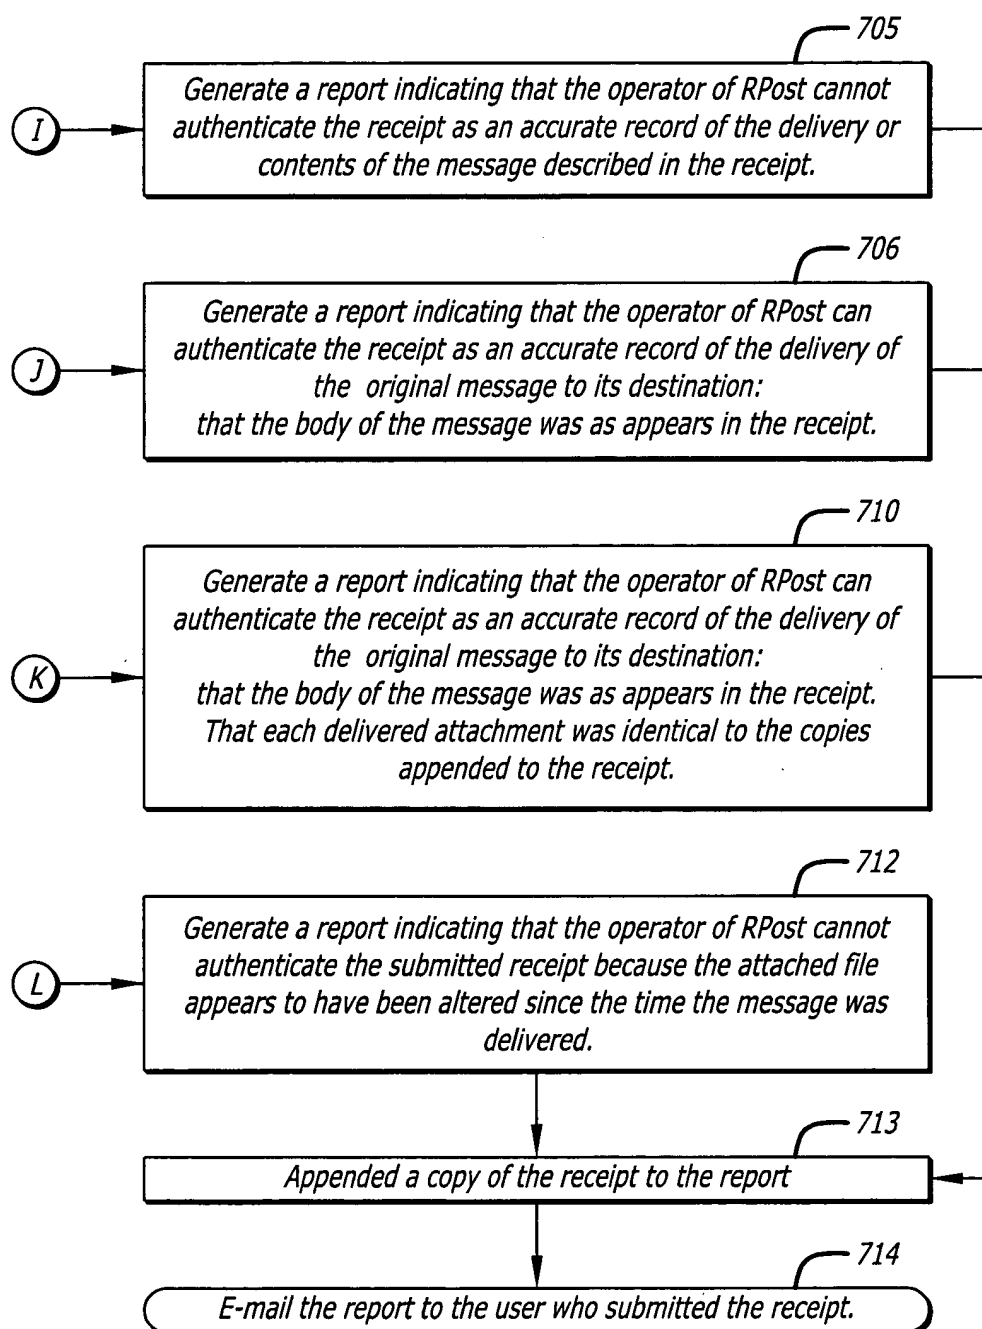 705
Generate a report indicating that the operator of RPost cannot
authenticate the receipt as an accurate record of the delivery or
contents of the message described in the receipt.
I
706
Generate a report indicating that the operator of RPost can
authenticate the receipt as an accurate record of the delivery of
the original message to its destination:
that the body of the message was as appears in the receipt.
J
710
Generate a report indicating that the operator of RPost can
authenticate the receipt as an accurate record of the delivery of
the original message to its destination:
that the body of the message was as appears in the receipt.
That each delivered attachment was identical to the copies
appended to the receipt.
K
712
Generate a report indicating that the operator of RPost cannot
authenticate the submitted receipt because the attached file
appears to have been altered since the time the message was
delivered.
L
713
Appended a copy of the receipt to the report
714
E-mail the report to the user who submitted the receipt.